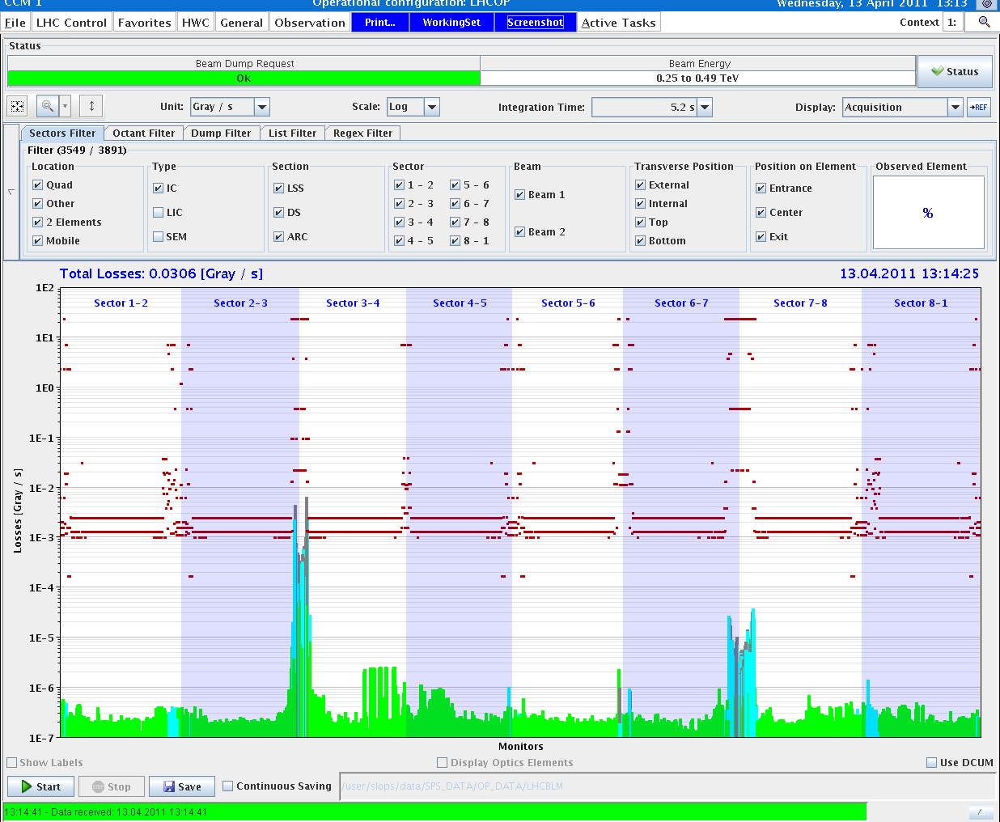 CCM 1 Operational configuration: LHCOP Wednesday, 13 April 2011 13:13
File LHC Control Favorites HWC General Observation Print... WorkingSet Screenshot Active Tasks Context 1:
Status
Beam Dump Request Beam Energy
Ok 0.25 to 0.49 TeV Status
Unit: Gray / s Scale: Log Integration Time: 5.2 s Display: Acquisition →REF
Sectors Filter Octant Filter Dump Filter List Filter Regex Filter
Filter (3549 / 3891)
Location Type Section Sector Beam Transverse Position Position on Element Observed Element
Quad IC LSS 1 - 2 5 - 6 Beam 1 External Entrance
Other LIC DS 2 - 3 6 - 7 Internal Center %
2 Elements SEM ARC 3 - 4 7 - 8 Beam 2 Top Exit
Mobile 4 - 5 8 - 1 Bottom
Total Losses: 0.0306 [Gray / s] 13.04.2011 13:14:25
1E2
Sector 1-2 Sector 2-3 Sector 3-4 Sector 4-5 Sector 5-6 Sector 6-7 Sector 7-8 Sector 8-1
1E1
1E0
1E-1
1E-2
1E-3
1E-4
1E-5
1E-6
1E-7
Losses [Gray / s]
Monitors
Show Labels Display Optics Elements Use DCUM
Start Stop Save Continuous Saving /user/slops/data/SPS_DATA/OP_DATA/LHCBLM
13:14:41 - Data received: 13.04.2011 13:14:41